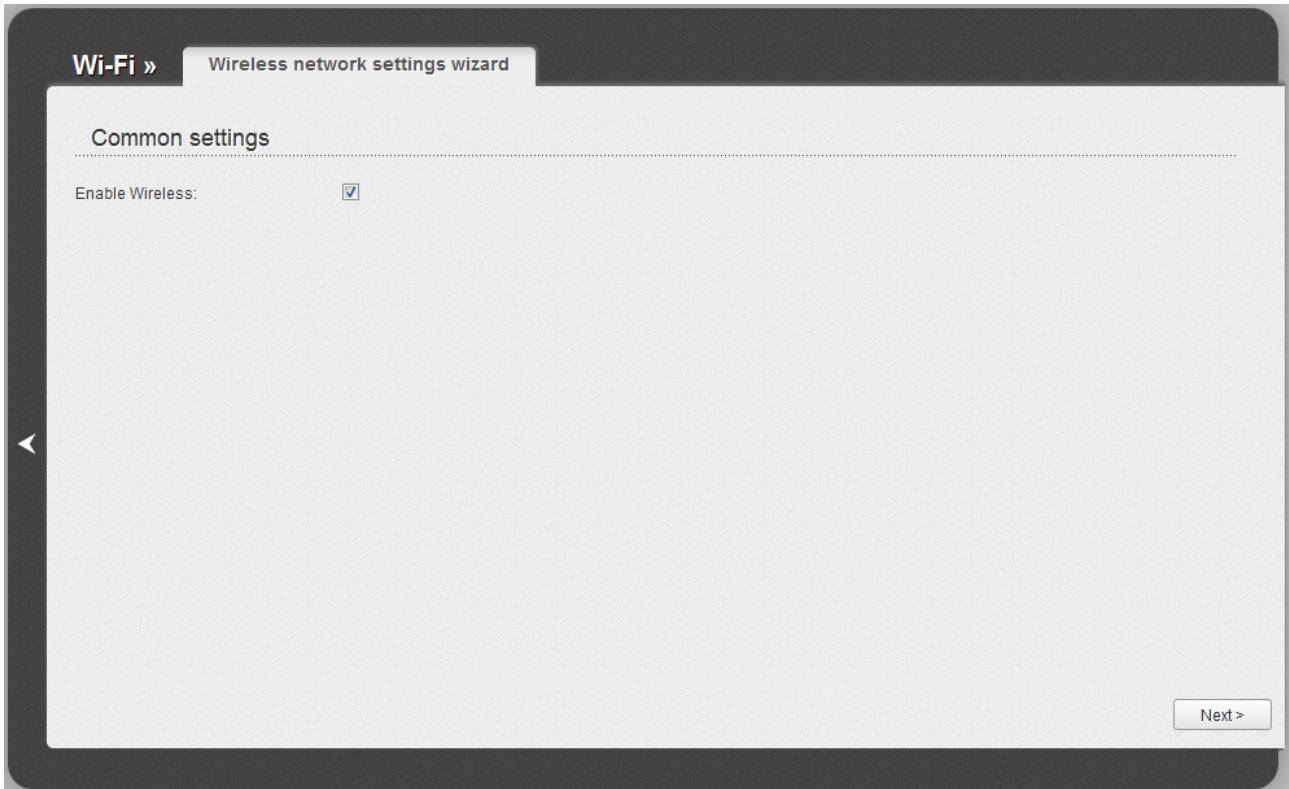 Wi-Fi »
Wireless network settings wizard
Common settings
Enable Wireless:
Next >